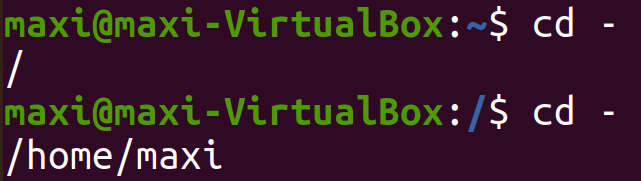 maxi@maxi-VirtualBox:~$ cd -
/
maxi@maxi-VirtualBox:/$ cd -
/home/maxi